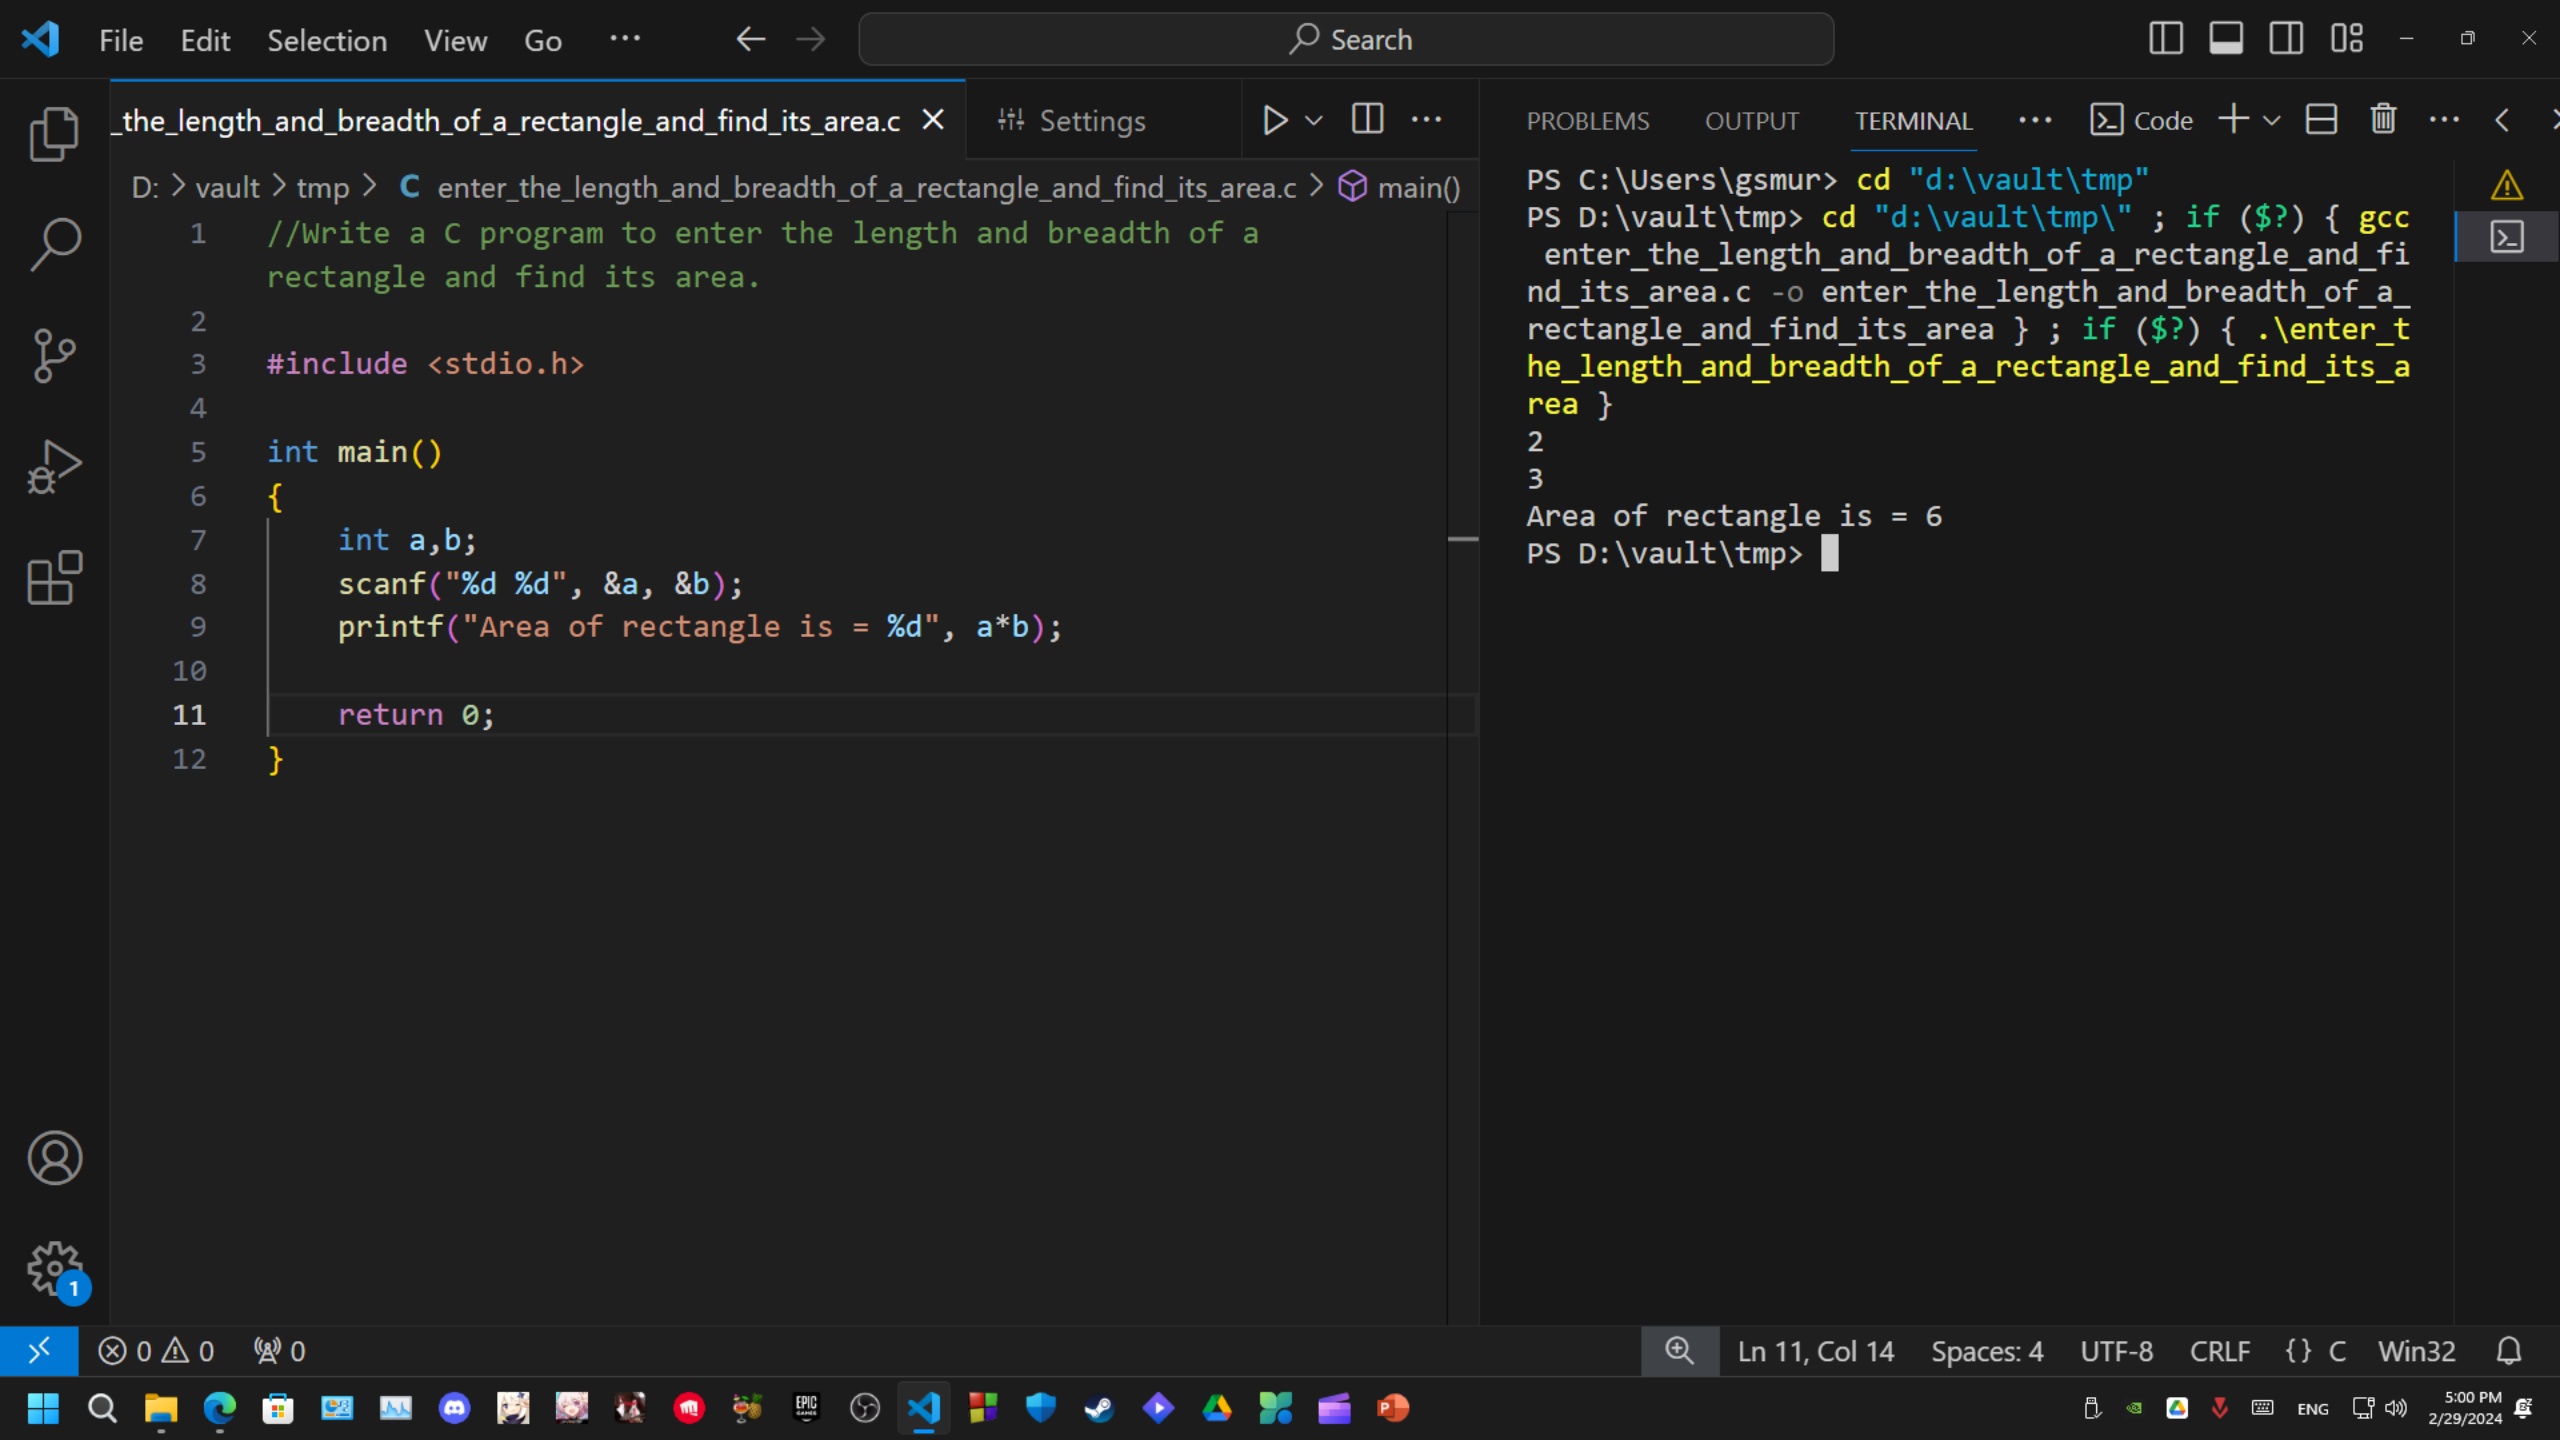 File Edit Selection View Go ... Search
_the_length_and_breadth_of_a_rectangle_and_find_its_area.c Settings
D: > vault > tmp > C enter_the_length_and_breadth_of_a_rectangle_and_find_its_area.c > main()
1 //Write a C program to enter the length and breadth of a
rectangle and find its area.
2
3 #include <stdio.h>
4
5 int main()
6 {
7 int a,b;
8 scanf("%d %d", &a, &b);
9 printf("Area of rectangle is = %d", a*b);
10
11 return 0;
12 }
PROBLEMS OUTPUT TERMINAL ... Code
PS C:\Users\gsmur> cd "d:\vault\tmp"
PS D:\vault\tmp> cd "d:\vault\tmp\" ; if ($?) { gcc
enter_the_length_and_breadth_of_a_rectangle_and_fi
nd_its_area.c -o enter_the_length_and_breadth_of_a_
rectangle_and_find_its_area } ; if ($?) { .\enter_t
he_length_and_breadth_of_a_rectangle_and_find_its_a
rea }
2
3
Area of rectangle is = 6
PS D:\vault\tmp>
1
0 0 0 Ln 11, Col 14 Spaces: 4 UTF-8 CRLF {} C Win32
EPIC GAMES
ENG
5:00 PM
2/29/2024